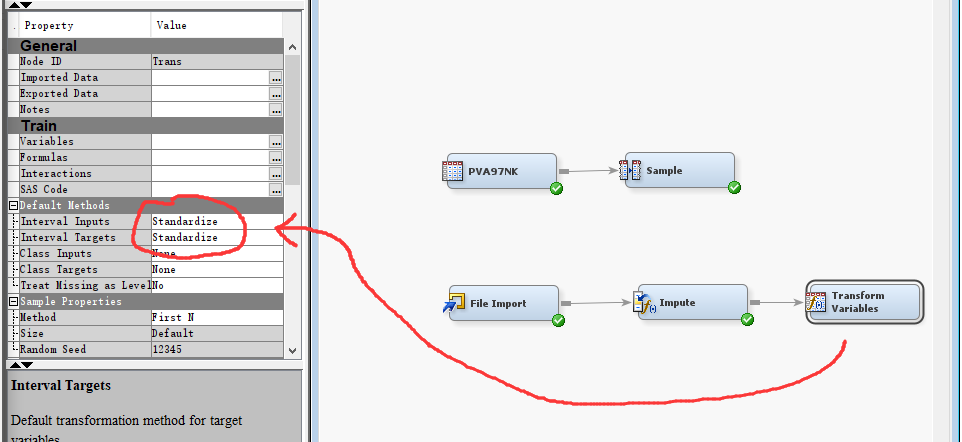 Property Value
General
Node ID Trans
Imported Data ...
Exported Data ...
Notes ...
Train
Variables ...
Formulas ...
Interactions ...
SAS Code ...
Default Methods
Interval Inputs Standardize
Interval Targets Standardize
Class Inputs None
Class Targets None
Treat Missing as Level No
Sample Properties
Method First N
Size Default
Random Seed 12345
Interval Targets
Default transformation method for target
variables
PVA97NK
Sample
File Import
Impute
Transform
Variables